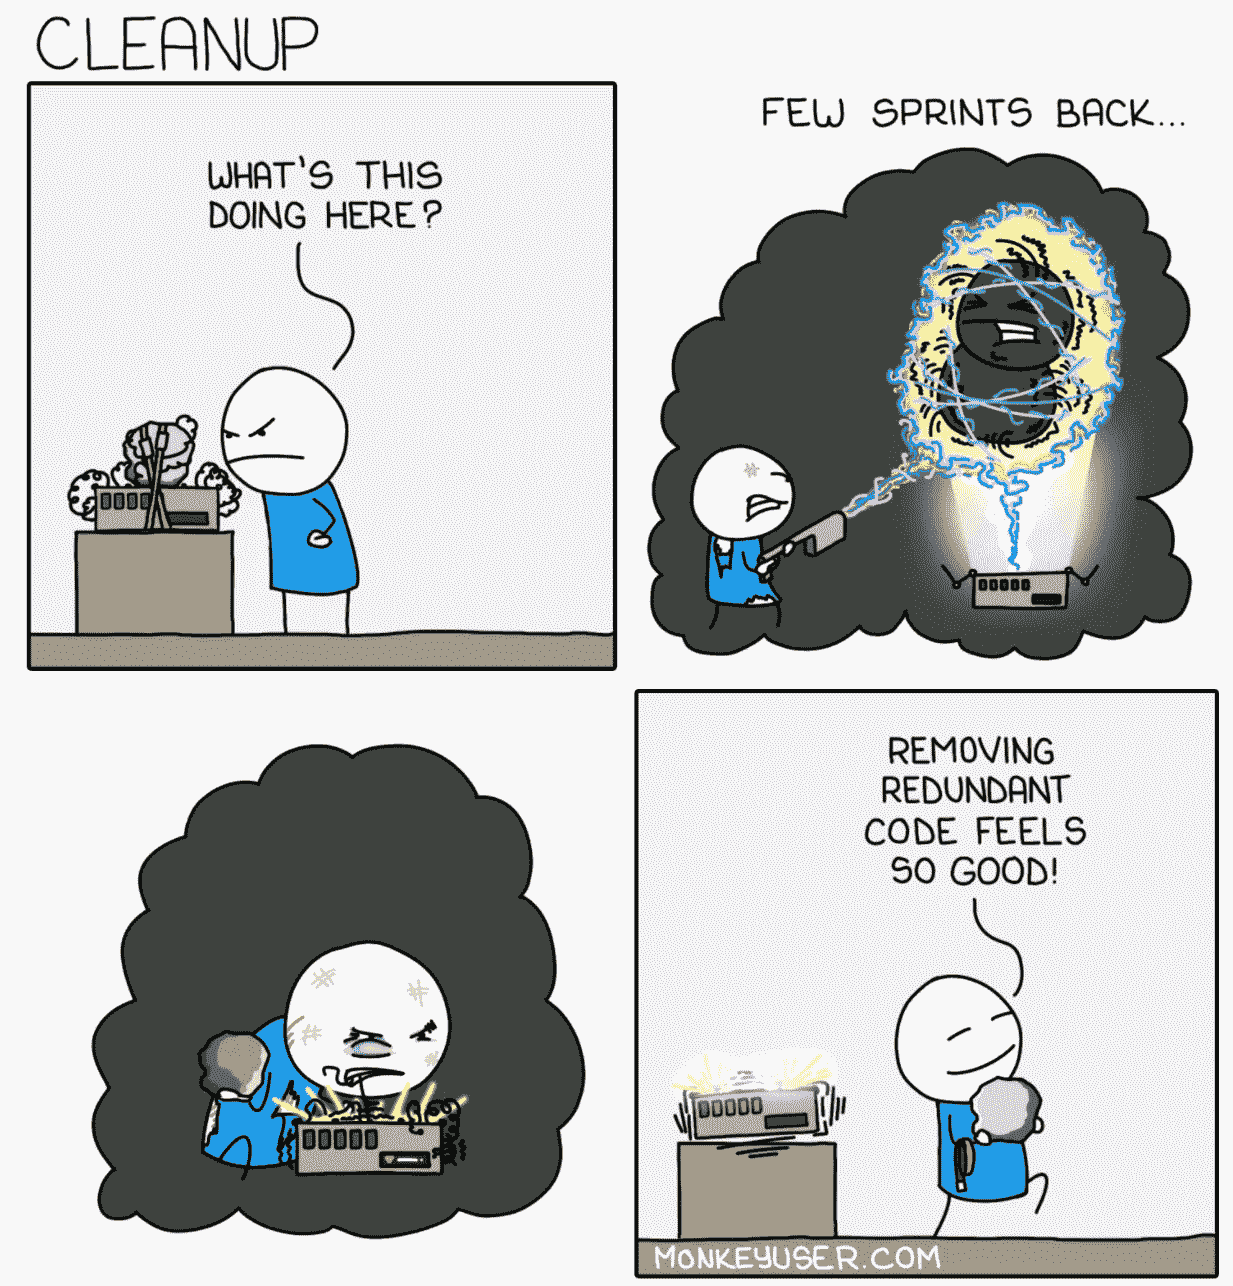 CLEANUP
WHAT'S THIS
DOING HERE?
FEW SPRINTS BACK...
REMOVING
REDUNDANT
CODE FEELS
SO GOOD!
MONKEYUSER.COM